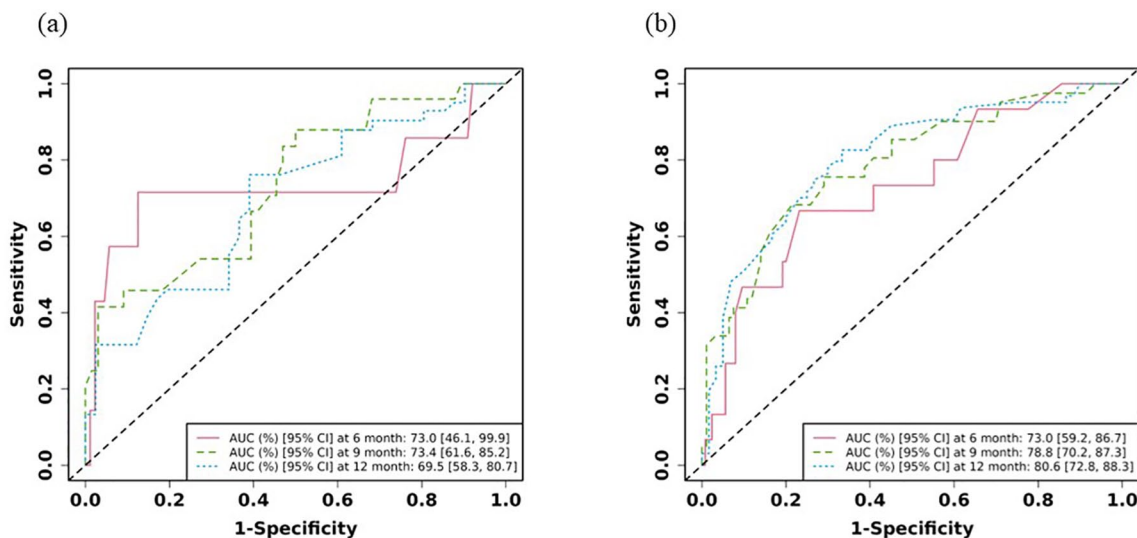 (a)
1.0
0.8
0.6
0.4
0.2
0.0
Sensitivity
AUC (%) [95% CI] at 6 month: 73.0 [46.1, 99.9]
AUC (%) [95% CI] at 9 month: 73.4 [61.6, 85.2]
AUC (%) [95% CI] at 12 month: 69.5 [58.3, 80.7]
0.0 0.2 0.4 0.6 0.8 1.0
1-Specificity
(b)
1.0
0.8
0.6
0.4
0.2
0.0
Sensitivity
AUC (%) [95% CI] at 6 month: 73.0 [59.2, 86.7]
AUC (%) [95% CI] at 9 month: 78.8 [70.2, 87.3]
AUC (%) [95% CI] at 12 month: 80.6 [72.8, 88.3]
0.0 0.2 0.4 0.6 0.8 1.0
1-Specificity